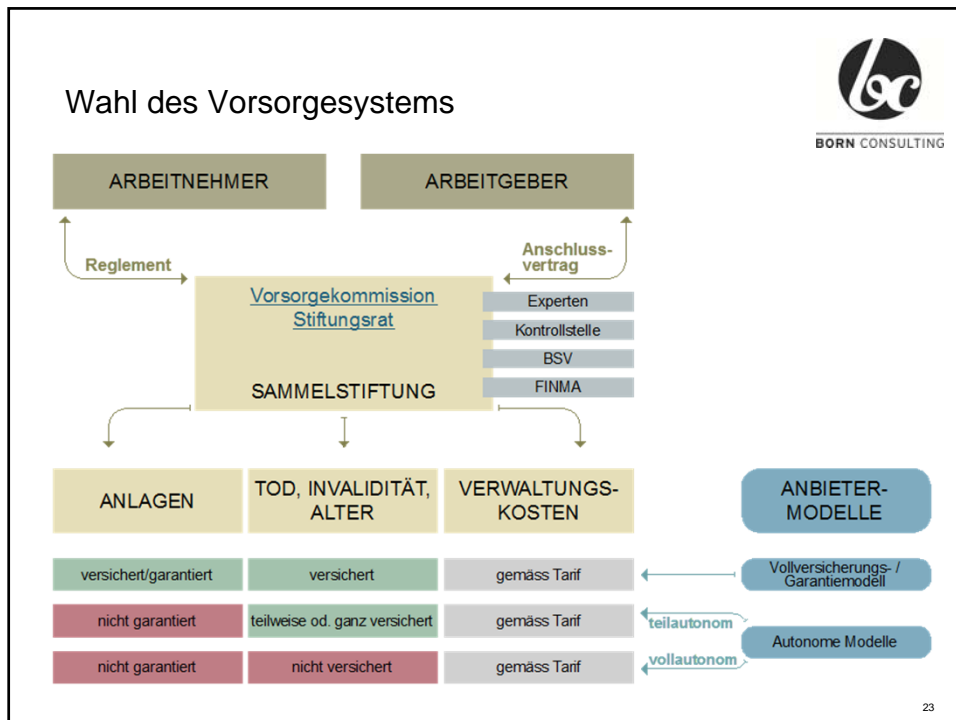 Wahl des Vorsorgesystems
bc
BORN CONSULTING
ARBEITNEHMER
ARBEITGEBER
Reglement
Anschluss-
vertrag
Vorsorgekommission
Stiftungsrat
SAMMELSTIFTUNG
Experten
Kontrollstelle
BSV
FINMA
ANLAGEN
TOD, INVALIDITÄT,
ALTER
VERWALTUNGS-
KOSTEN
ANBIETER-
MODELLE
versichert/garantiert
versichert
gemäss Tarif
Vollversicherungs- /
Garantiemodell
nicht garantiert
teilweise od. ganz versichert
gemäss Tarif
teilautonom
Autonome Modelle
vollautonom
nicht garantiert
nicht versichert
gemäss Tarif
23